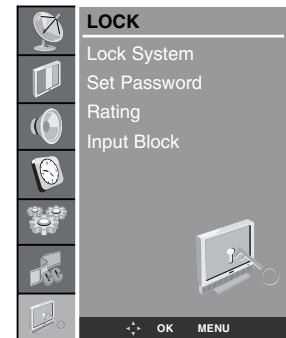 LOCK
Lock System
Set Password
Rating
Input Block
OK MENU